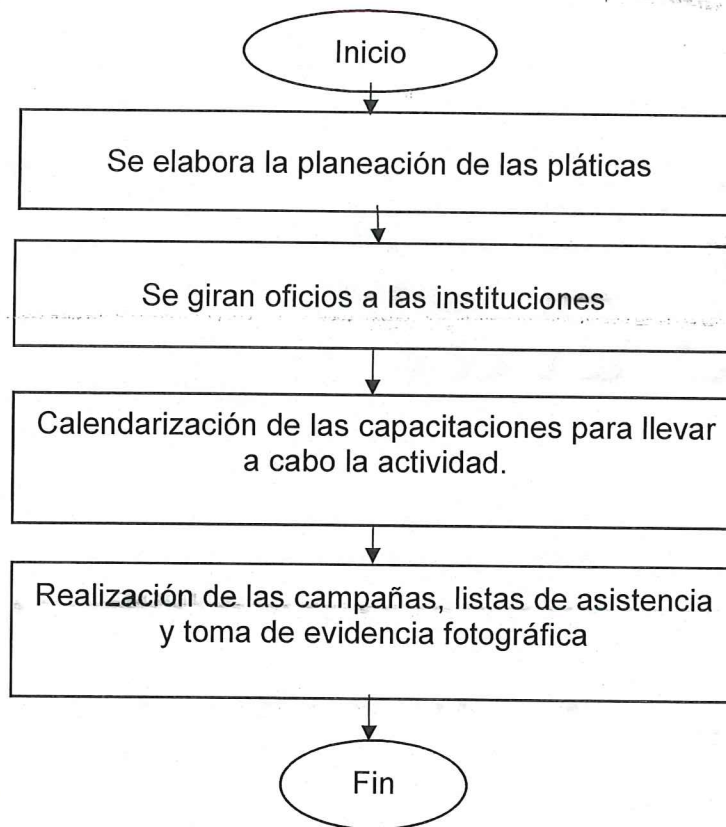 Inicio
Se elabora la planeación de las pláticas
Se giran oficios a las instituciones
Calendarización de las capacitaciones para llevar
a cabo la actividad.
Realización de las campañas, listas de asistencia
y toma de evidencia fotográfica
Fin